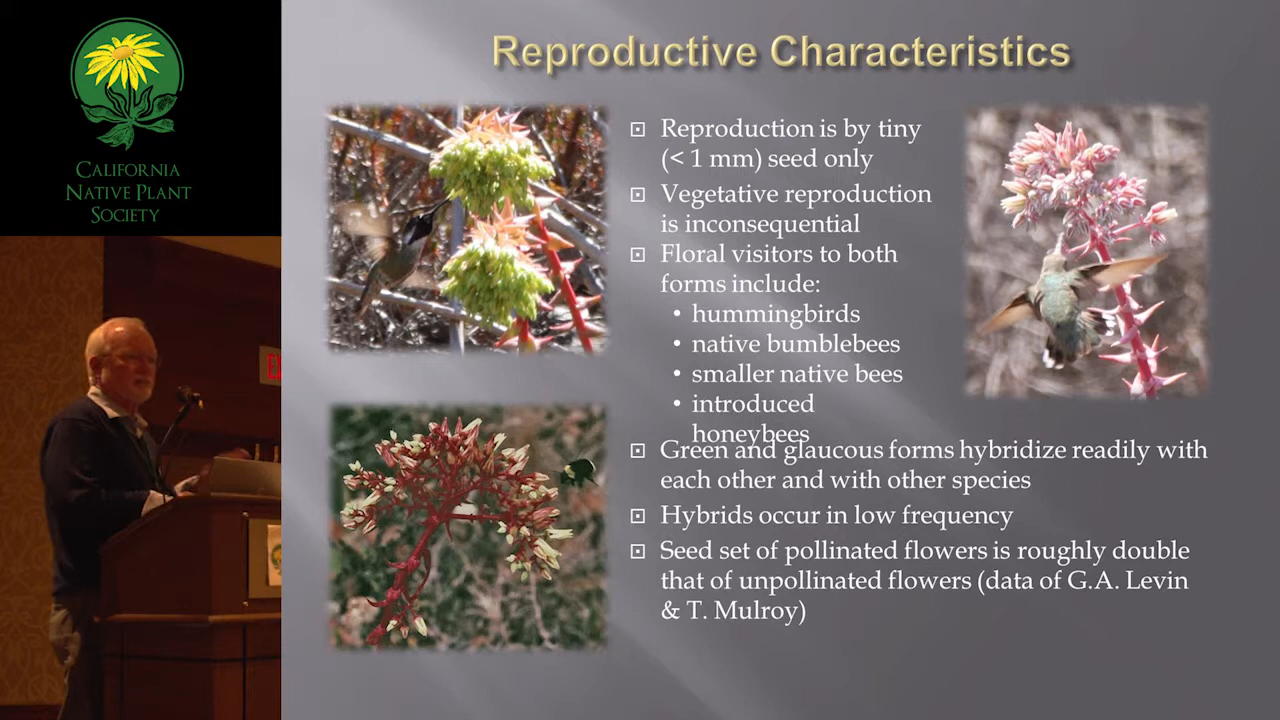 CALIFORNIA
NATIVE PLANT
SOCIETY
Reproductive Characteristics
Reproduction is by tiny
(< 1 mm) seed only
Vegetative reproduction
is inconsequential
Floral visitors to both
forms include:
• hummingbirds
• native bumblebees
• smaller native bees
• introduced
honeybees
Green and glaucous forms hybridize readily with
each other and with other species
Hybrids occur in low frequency
Seed set of pollinated flowers is roughly double
that of unpollinated flowers (data of G.A. Levin
& T. Mulroy)